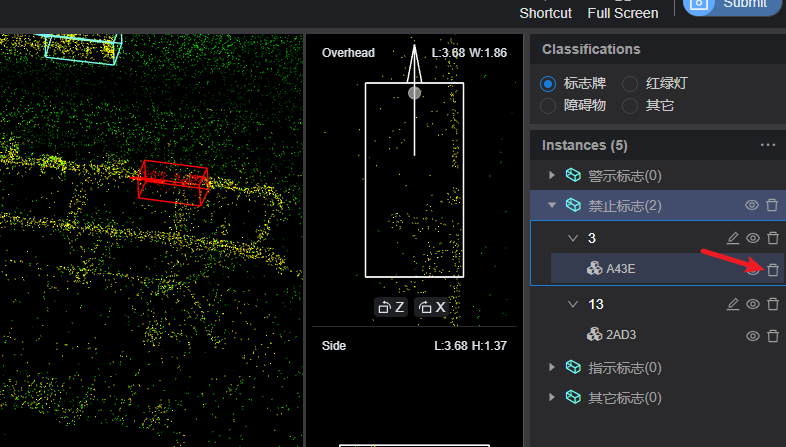 Shortcut Full Screen Submit
Overhead L:3.68 W:1.86
Z X
Side L:3.68 H:1.37
Classifications
标志牌 红绿灯
障碍物 其它
Instances (5)
警示标志(0)
禁止标志(2)
3
A43E
13
2AD3
指示标志(0)
其它标志(0)